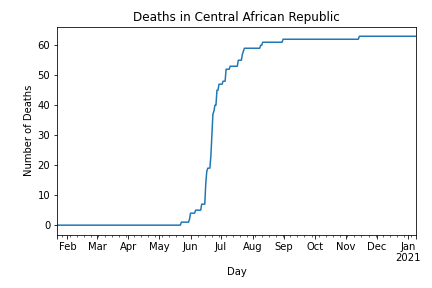 Deaths in Central African Republic
Number of Deaths
60
50
40
30
20
10
0
Feb Mar Apr May Jun Jul Aug Sep Oct Nov Dec Jan
2021
Day